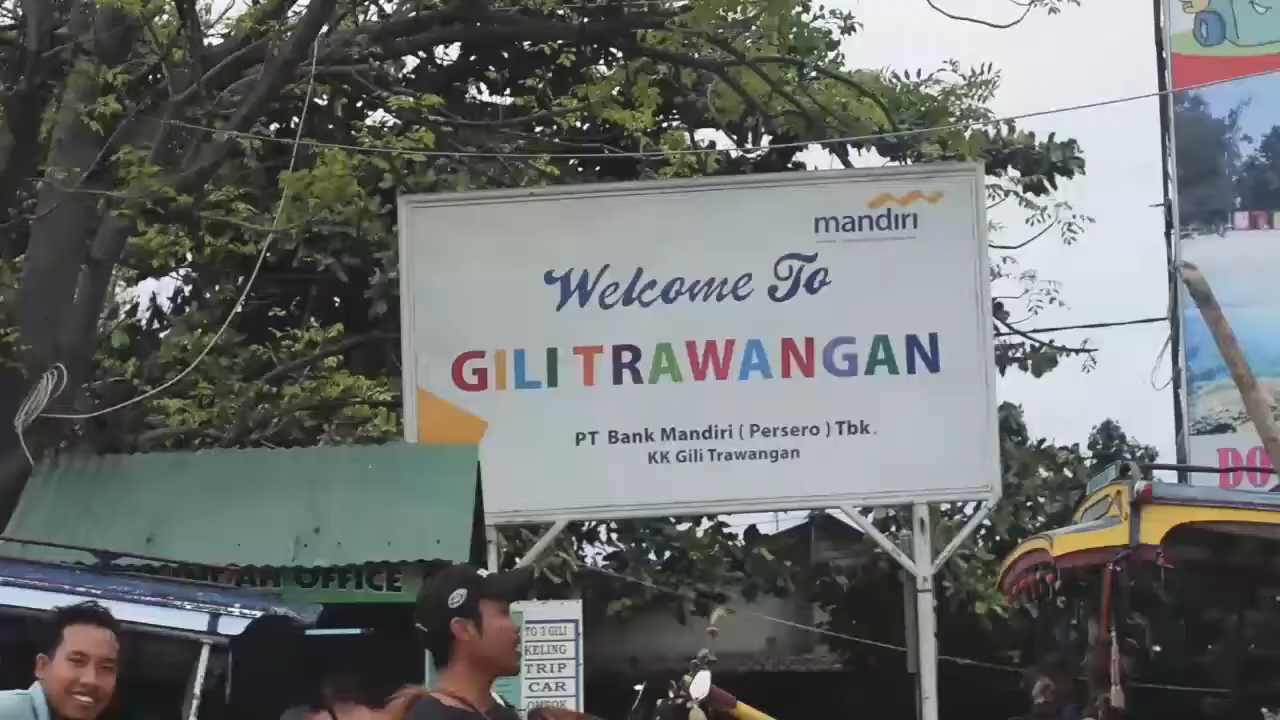 mandiri
Welcome To
GILI TRAWANGAN
PT Bank Mandiri ( Persero ) Tbk.
KK Gili Trawangan
OFFICE
TO 3 GILI
KELING
TRIP
CAR
DO